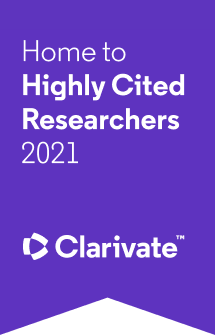 Home to
Highly Cited
Researchers
2021
Clarivate™